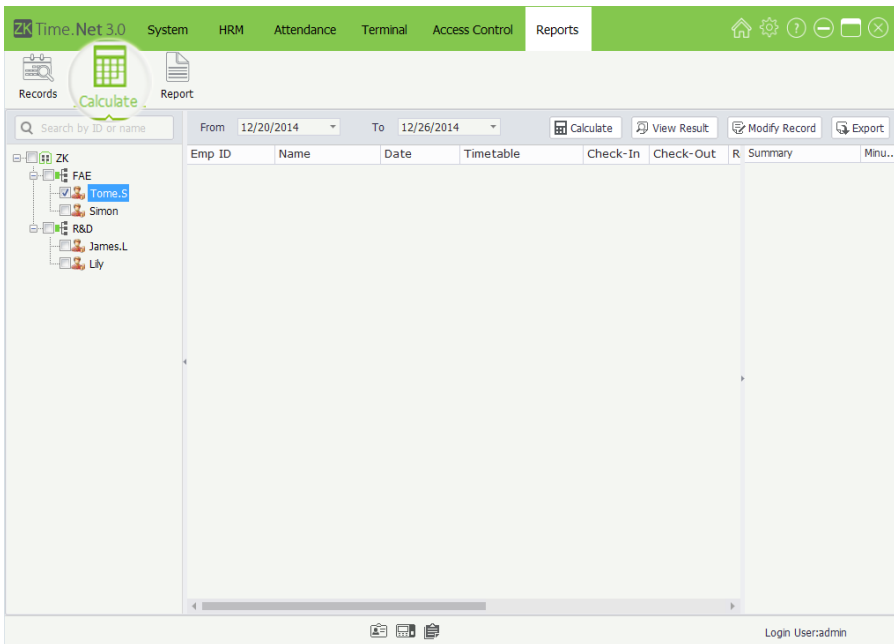 ZK Time.Net 3.0 System HRM Attendance Terminal Access Control Reports
Records Calculate Report
Search by ID or name From 12/20/2014 To 12/26/2014 Calculate View Result Modify Record Export
Emp ID Name Date Timetable Check-In Check-Out R Summary Minu..
ZK
FAE
Tome.S
Simon
R&D
James.L
Lily
Login User:admin